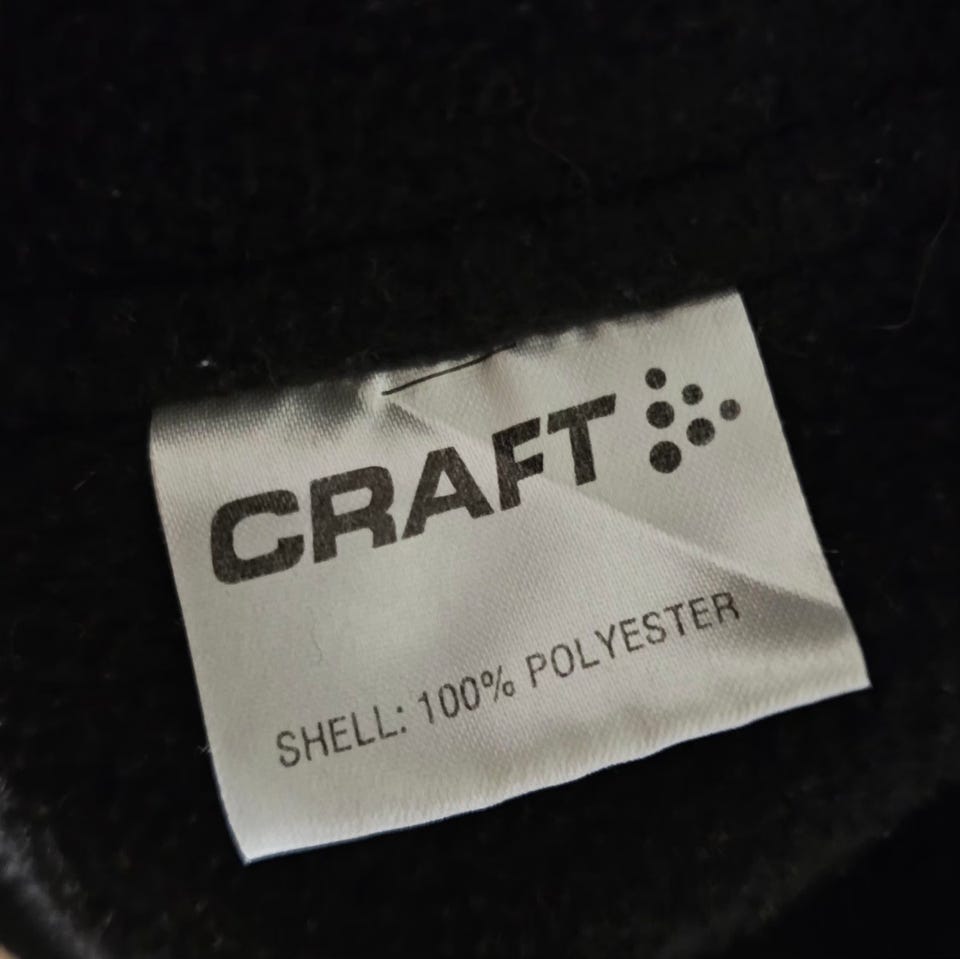 CRAFT
SHELL: 100% POLYESTER